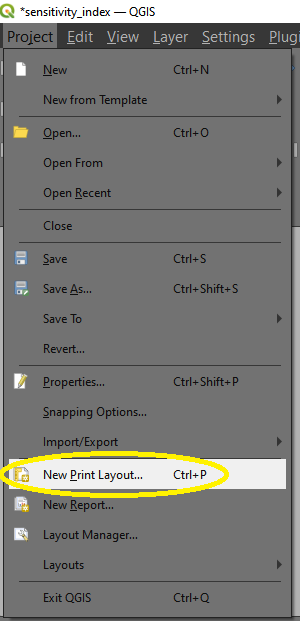 *sensitivity_index — QGIS
Project Edit View Layer Settings Plugi
New Ctrl+N
New from Template
Open... Ctrl+O
Open From
Open Recent
Close
Save Ctrl+S
Save As... Ctrl+Shift+S
Save To
Revert...
Properties... Ctrl+Shift+P
Snapping Options...
Import/Export
New Print Layout... Ctrl+P
New Report...
Layout Manager...
Layouts
Exit QGIS Ctrl+Q